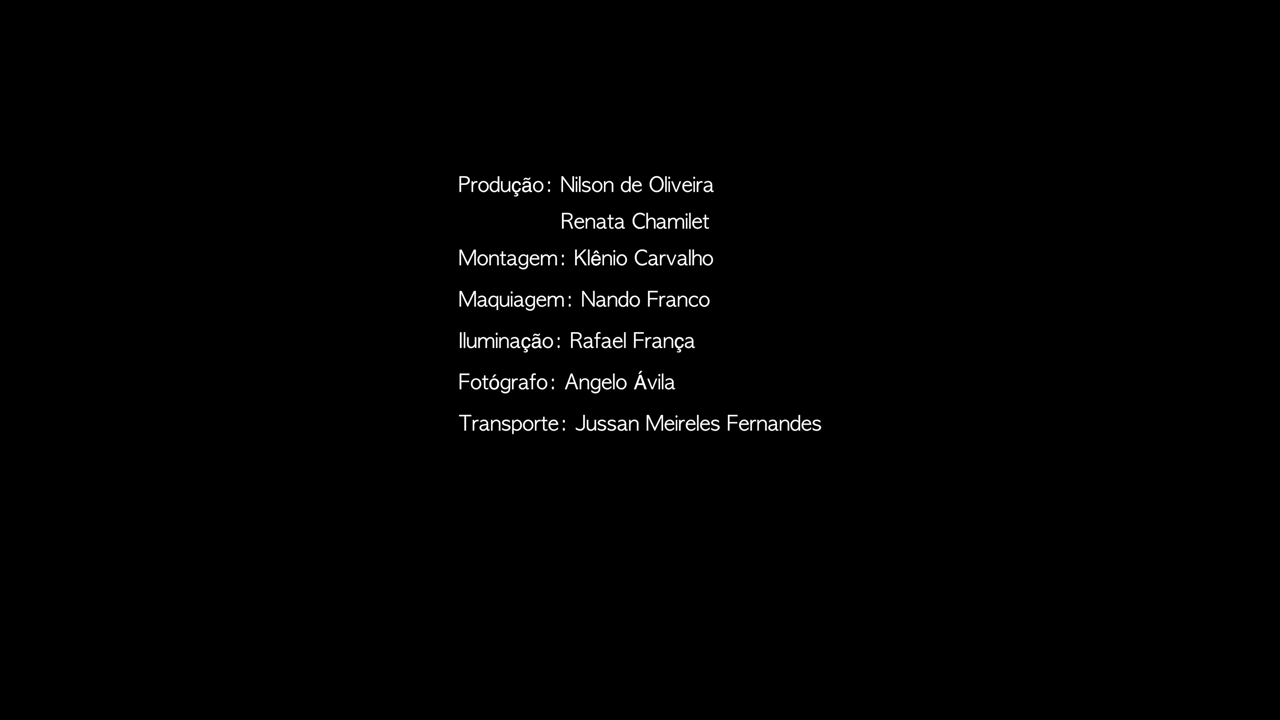 Produção: Nilson de Oliveira
Renata Chamilet
Montagem: Klênio Carvalho
Maquiagem: Nando Franco
Iluminação: Rafael França
Fotógrafo: Angelo Ávila
Transporte: Jussan Meireles Fernandes